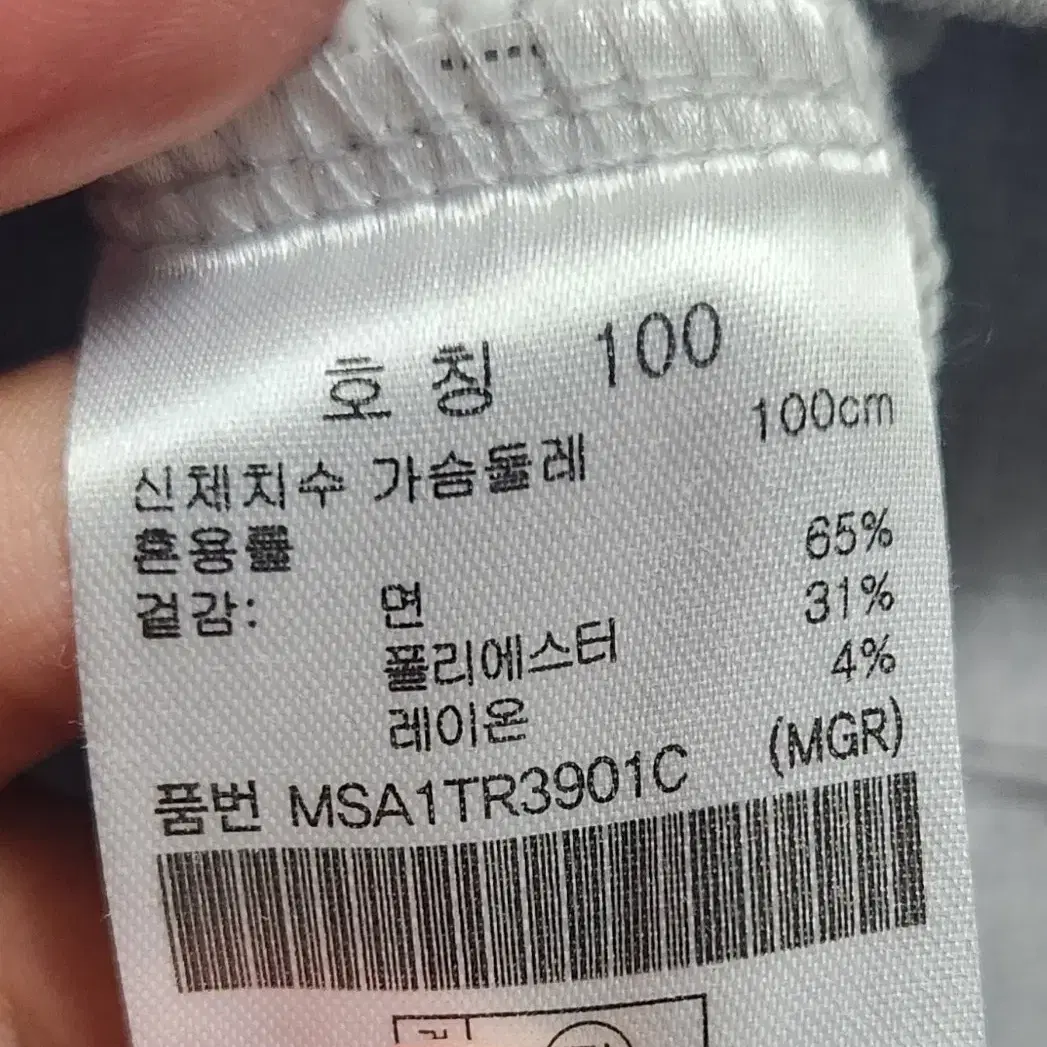 호 칭 100
신체치수 가슴둘레 100cm
혼용률
겉감: 면 65%
폴리에스터 31%
레이온 4%
품번 MSA1TR3901C (MGR)